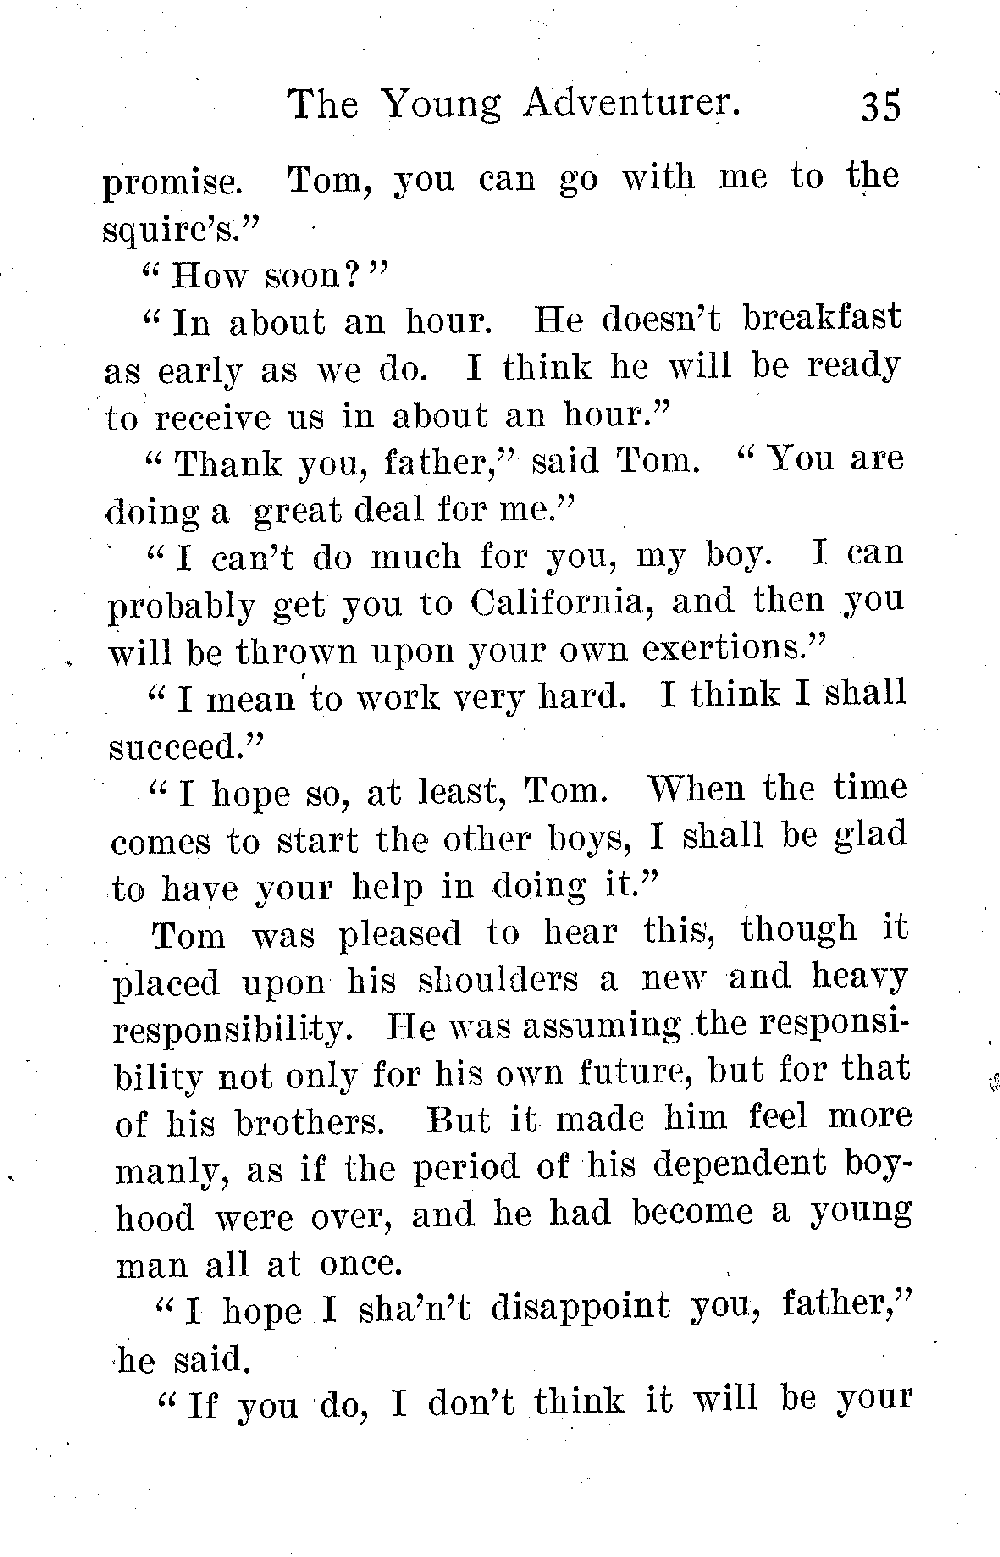 The Young Adventurer. 35
promise. Tom, you can go with me to the
squire's."
"How soon?"
"In about an hour. He doesn't breakfast
as early as we do. I think he will be ready
to receive us in about an hour."
"Thank you, father," said Tom. "You are
doing a great deal for me."
"I can't do much for you, my boy. I can
probably get you to California, and then you
will be thrown upon your own exertions."
"I mean to work very hard. I think I shall
succeed."
"I hope so, at least, Tom. When the time
comes to start the other boys, I shall be glad
to have your help in doing it."
Tom was pleased to hear this, though it
placed upon his shoulders a new and heavy
responsibility. He was assuming the responsi-
bility not only for his own future, but for that
of his brothers. But it made him feel more
manly, as if the period of his dependent boy-
hood were over, and he had become a young
man all at once.
"I hope I sha'n't disappoint you, father,"
he said.
"If you do, I don't think it will be your